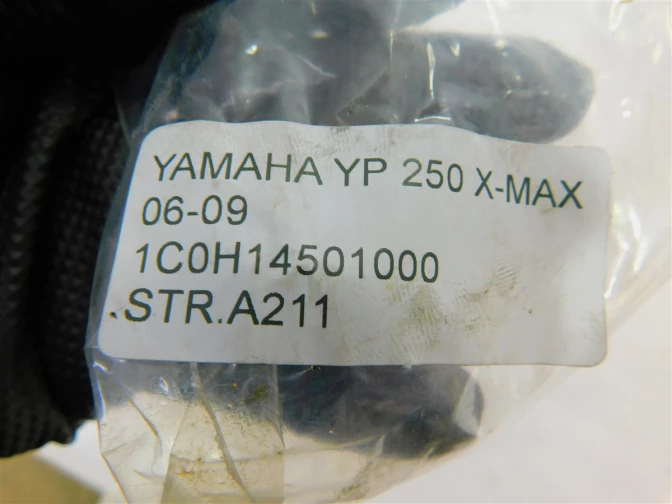 YAMAHA YP 250 X-MAX
06-09
1C0H14501000
.STR.A211